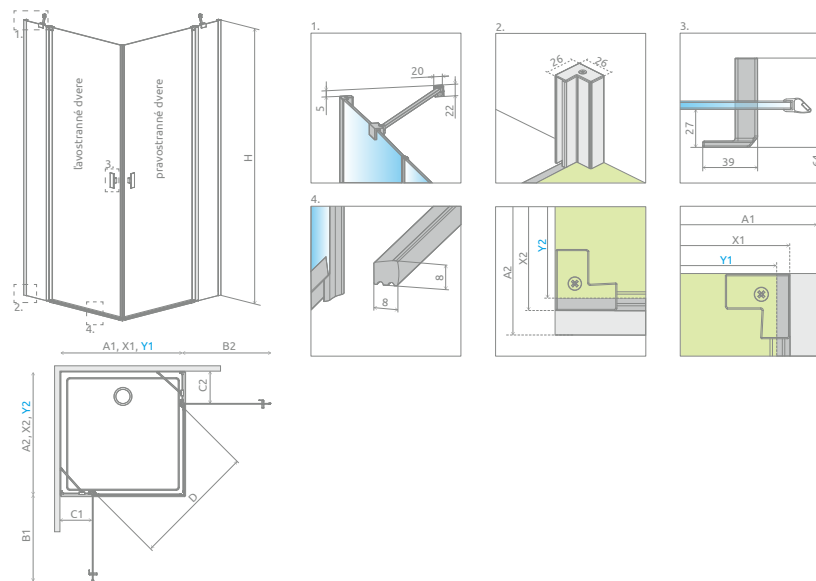 1.
ľavostranné dvere
pravostranné dvere
H
3.
2.
4.
A1, X1, Y1
B2
C2
A2, X2, Y2
D
C1
B1
1.
20
5
22
2.
26
26
3.
27
39
4.
8
8
A2
X2
Y2
A1
X1
Y1